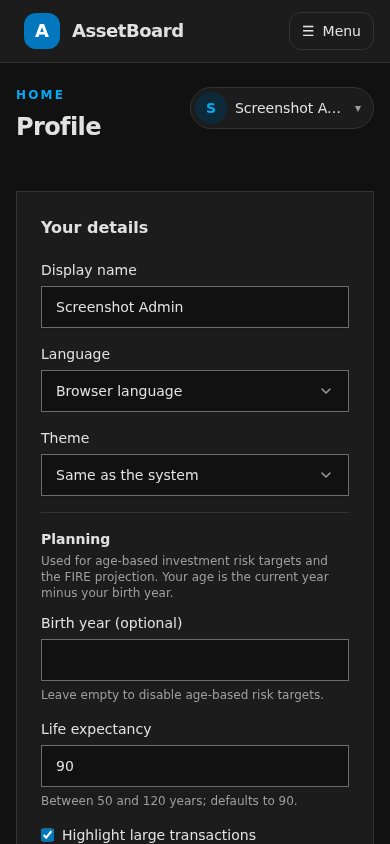 A AssetBoard
☰ Menu
HOME
Profile
S Screenshot A... ▾
Your details
Display name
Screenshot Admin
Language
Browser language
Theme
Same as the system
Planning
Used for age-based investment risk targets and
the FIRE projection. Your age is the current year
minus your birth year.
Birth year (optional)
Leave empty to disable age-based risk targets.
Life expectancy
90
Between 50 and 120 years; defaults to 90.
Highlight large transactions